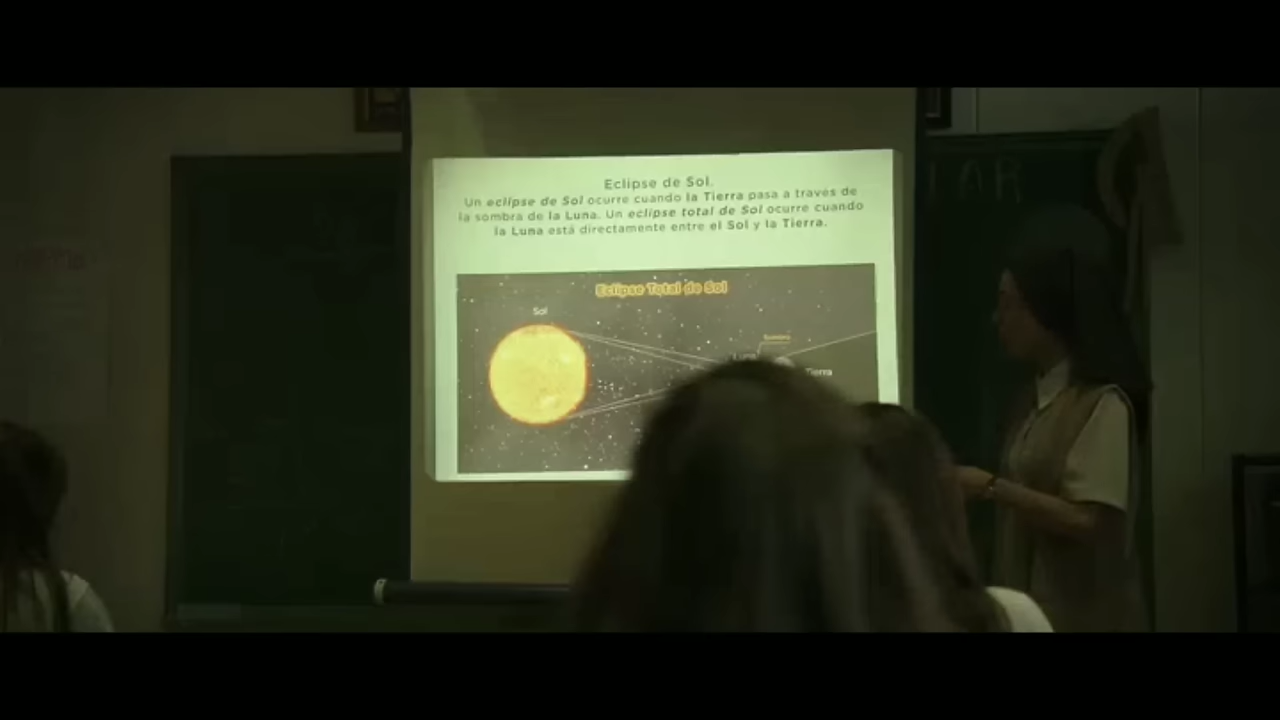 Eclipse de Sol.
Un eclipse de Sol ocurre cuando la Tierra pasa a través de
la sombra de la Luna. Un eclipse total de Sol ocurre cuando
la Luna está directamente entre el Sol y la Tierra.
Eclipse Total de Sol
Sol
Sombra
Luna
Tierra